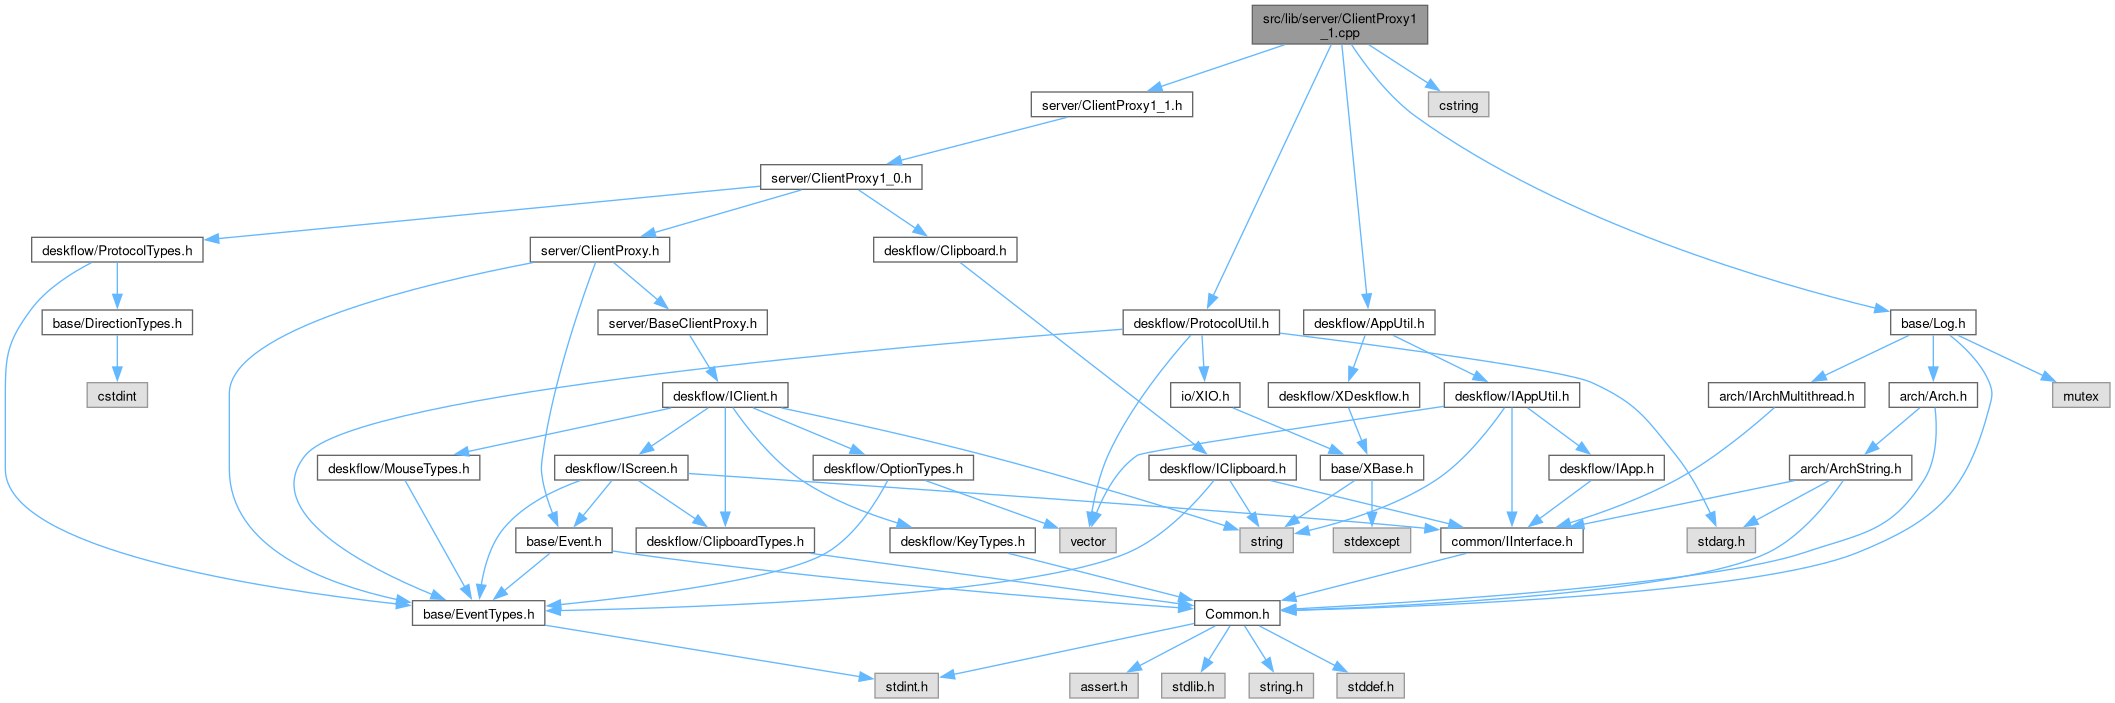 src/lib/server/ClientProxy1
_1.cpp
server/ClientProxy1_1.h
cstring
server/ClientProxy1_0.h
deskflow/ProtocolTypes.h
server/ClientProxy.h
deskflow/Clipboard.h
base/DirectionTypes.h
server/BaseClientProxy.h
deskflow/ProtocolUtil.h
deskflow/AppUtil.h
base/Log.h
cstdint
deskflow/IClient.h
io/XIO.h
deskflow/XDeskflow.h
deskflow/IAppUtil.h
arch/IArchMultithread.h
arch/Arch.h
mutex
deskflow/MouseTypes.h
deskflow/IScreen.h
deskflow/OptionTypes.h
deskflow/IClipboard.h
base/XBase.h
deskflow/IApp.h
arch/ArchString.h
base/Event.h
deskflow/ClipboardTypes.h
deskflow/KeyTypes.h
vector
string
stdexcept
common/IInterface.h
stdarg.h
base/EventTypes.h
Common.h
stdint.h
assert.h
stdlib.h
string.h
stddef.h